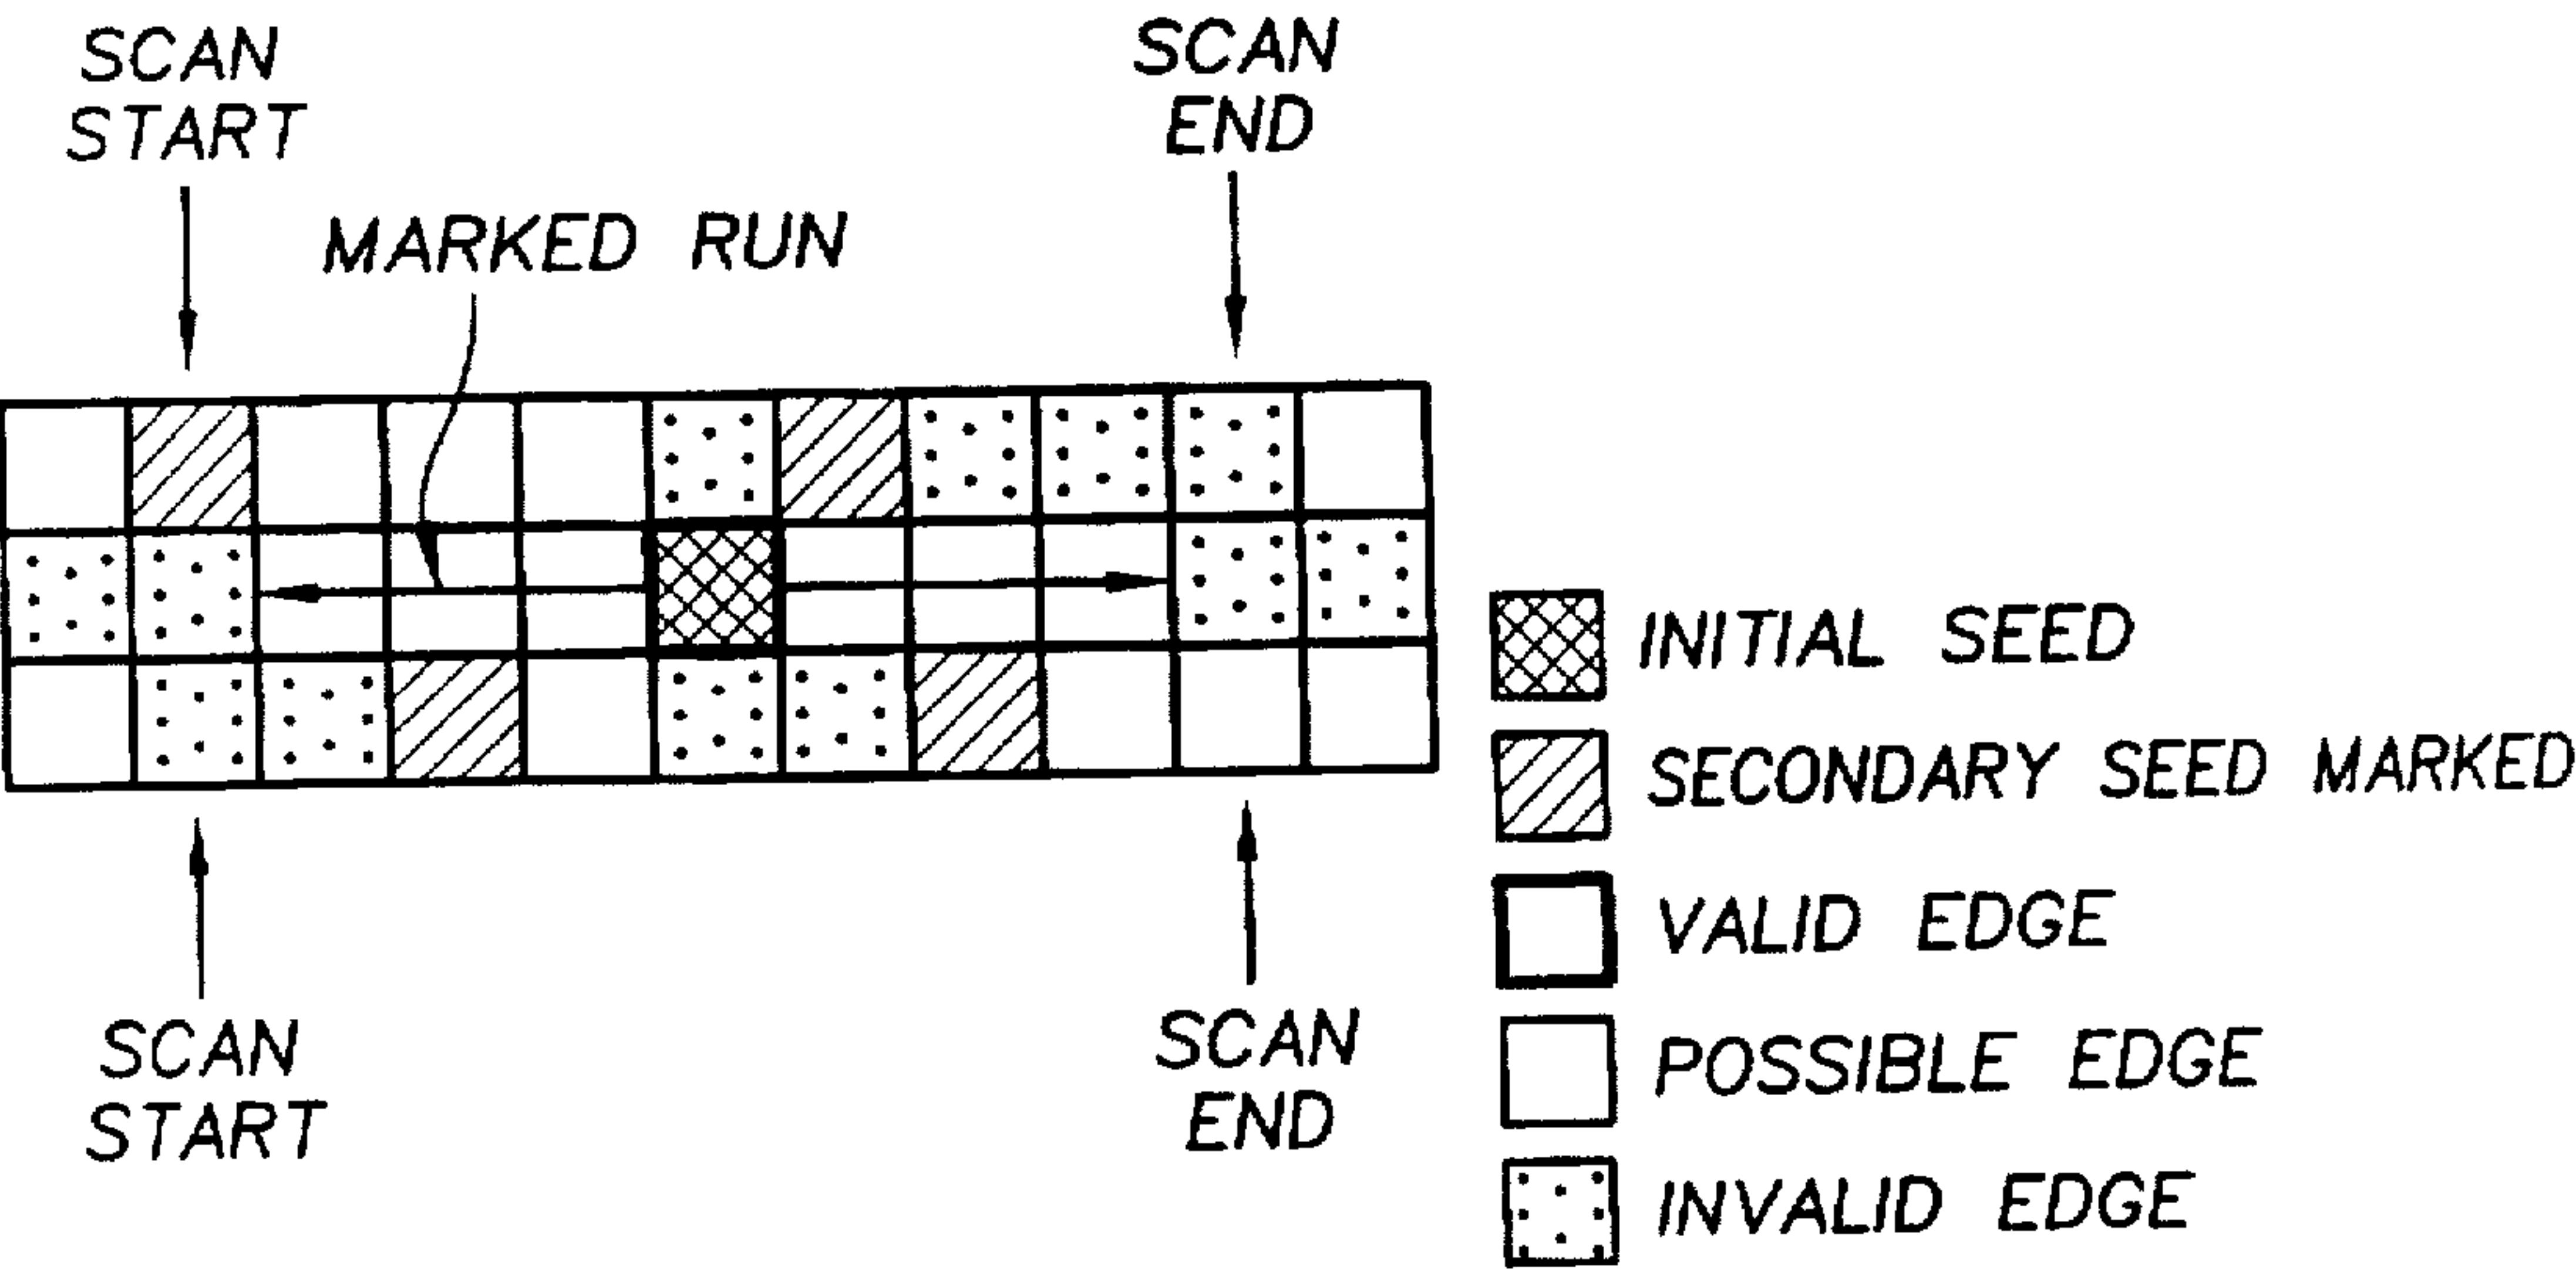 SCAN
START
SCAN
END
MARKED RUN
INITIAL SEED
SECONDARY SEED MARKED
VALID EDGE
POSSIBLE EDGE
INVALID EDGE
SCAN
START
SCAN
END